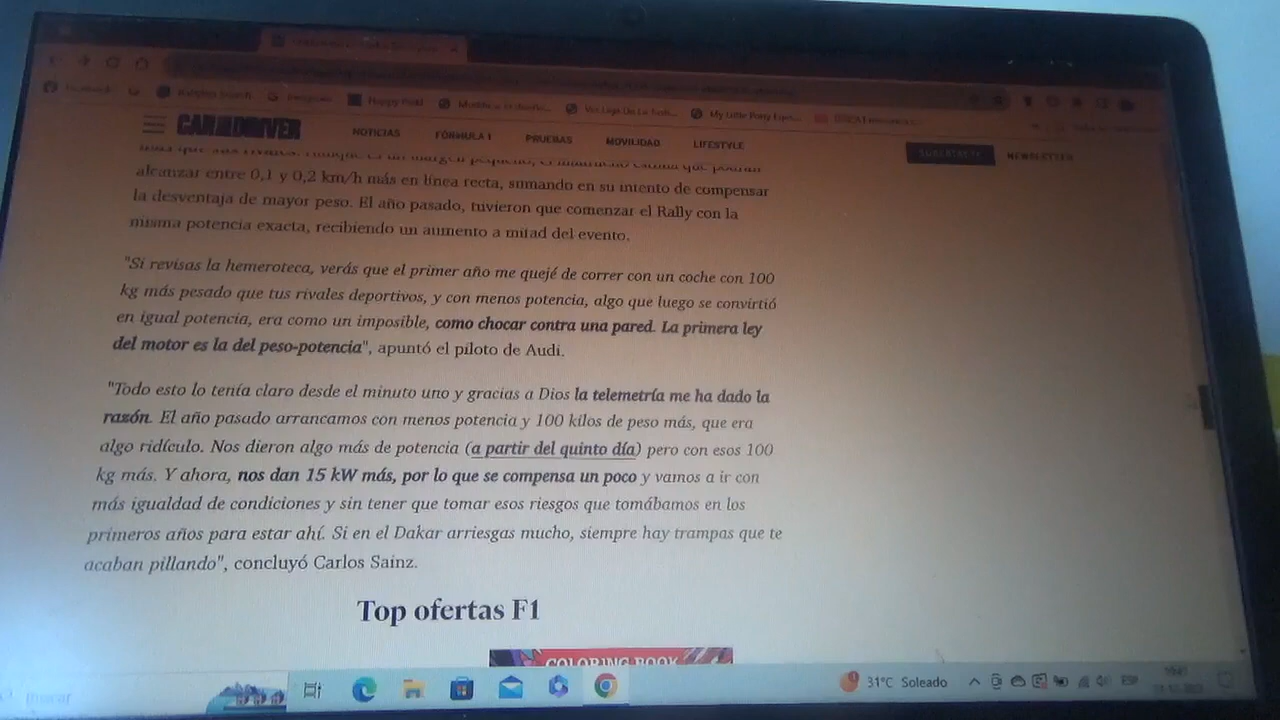 Facebook
Happy Food
CAR AND DRIVER
NOTICIAS
FÓRMULA 1
PRUEBAS
MOVILIDAD
LIFESTYLE
SUSCRÍBETE
NEWSLETTER
alcanzar entre 0,1 y 0,2 km/h más en línea recta, sumando en su intento de compensar
la desventaja de mayor peso. El año pasado, tuvieron que comenzar el Rally con la
misma potencia exacta, recibiendo un aumento a mitad del evento.
"Si revisas la hemeroteca, verás que el primer año me quejé de correr con un coche con 100
kg más pesado que tus rivales deportivos, y con menos potencia, algo que luego se convirtió
en igual potencia, era como un imposible, como chocar contra una pared. La primera ley
del motor es la del peso-potencia", apuntó el piloto de Audi.
"Todo esto lo tenía claro desde el minuto uno y gracias a Dios la telemetría me ha dado la
razón. El año pasado arrancamos con menos potencia y 100 kilos de peso más, que era
algo ridículo. Nos dieron algo más de potencia (a partir del quinto día) pero con esos 100
kg más. Y ahora, nos dan 15 kW más, por lo que se compensa un poco y vamos a ir con
más igualdad de condiciones y sin tener que tomar esos riesgos que tomábamos en los
primeros años para estar ahí. Si en el Dakar arriesgas mucho, siempre hay trampas que te
acaban pillando", concluyó Carlos Sainz.
Top ofertas F1
COLORING BOOK
31°C Soleado
ESP